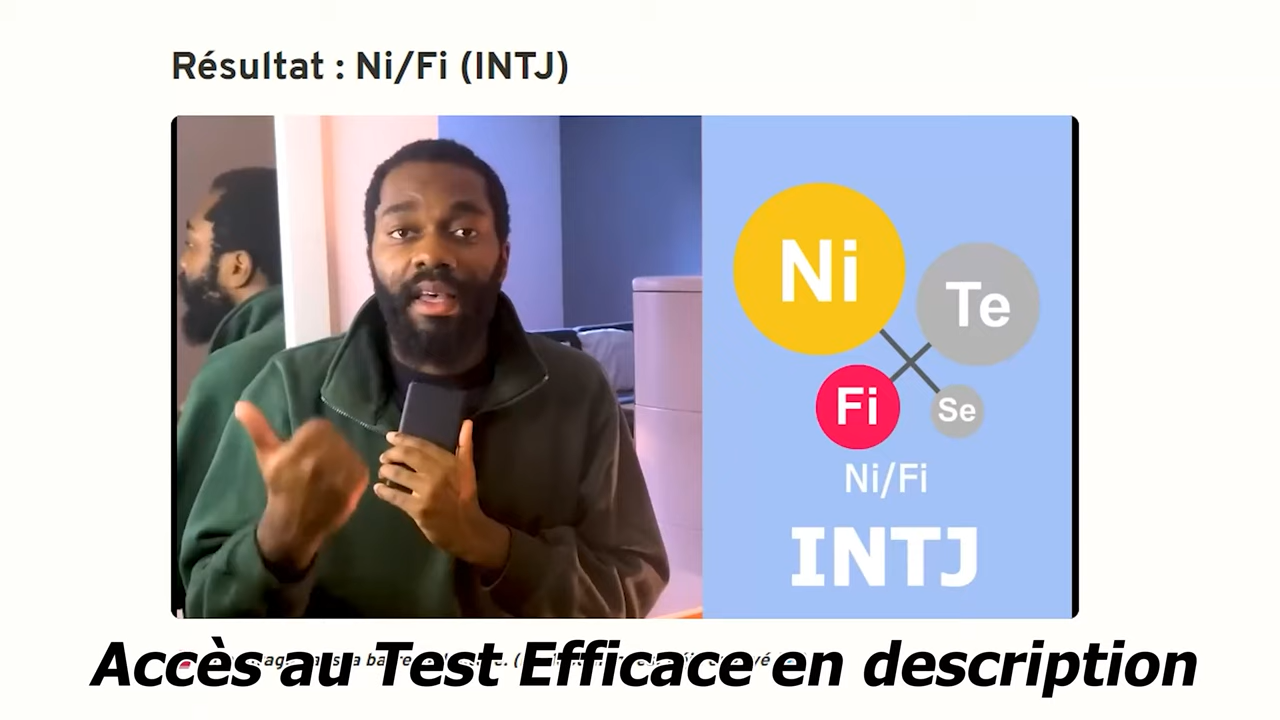 Résultat : Ni/Fi (INTJ)
Ni
Te
Fi
Se
Ni/Fi
INTJ
Accès au Test Efficace en description